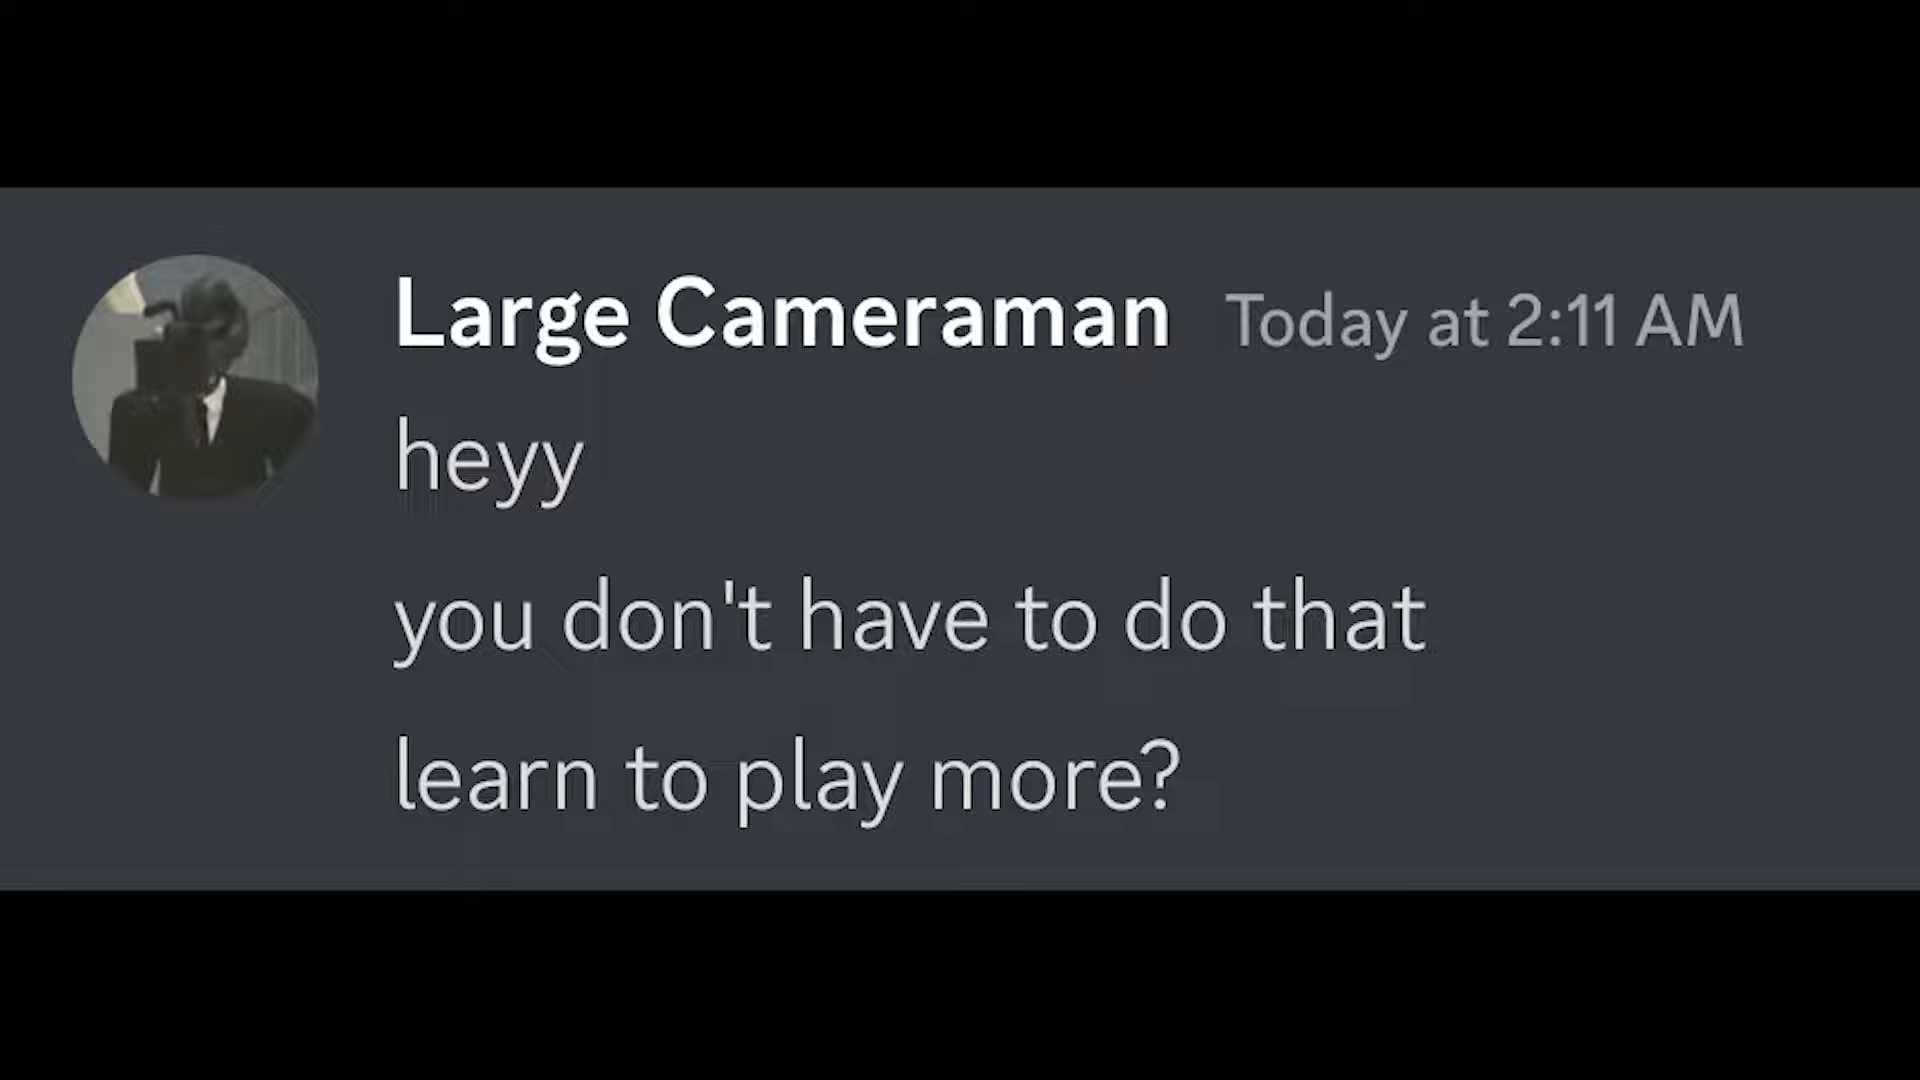 Large Cameraman Today at 2:11 AM
heyy
you don't have to do that
learn to play more?